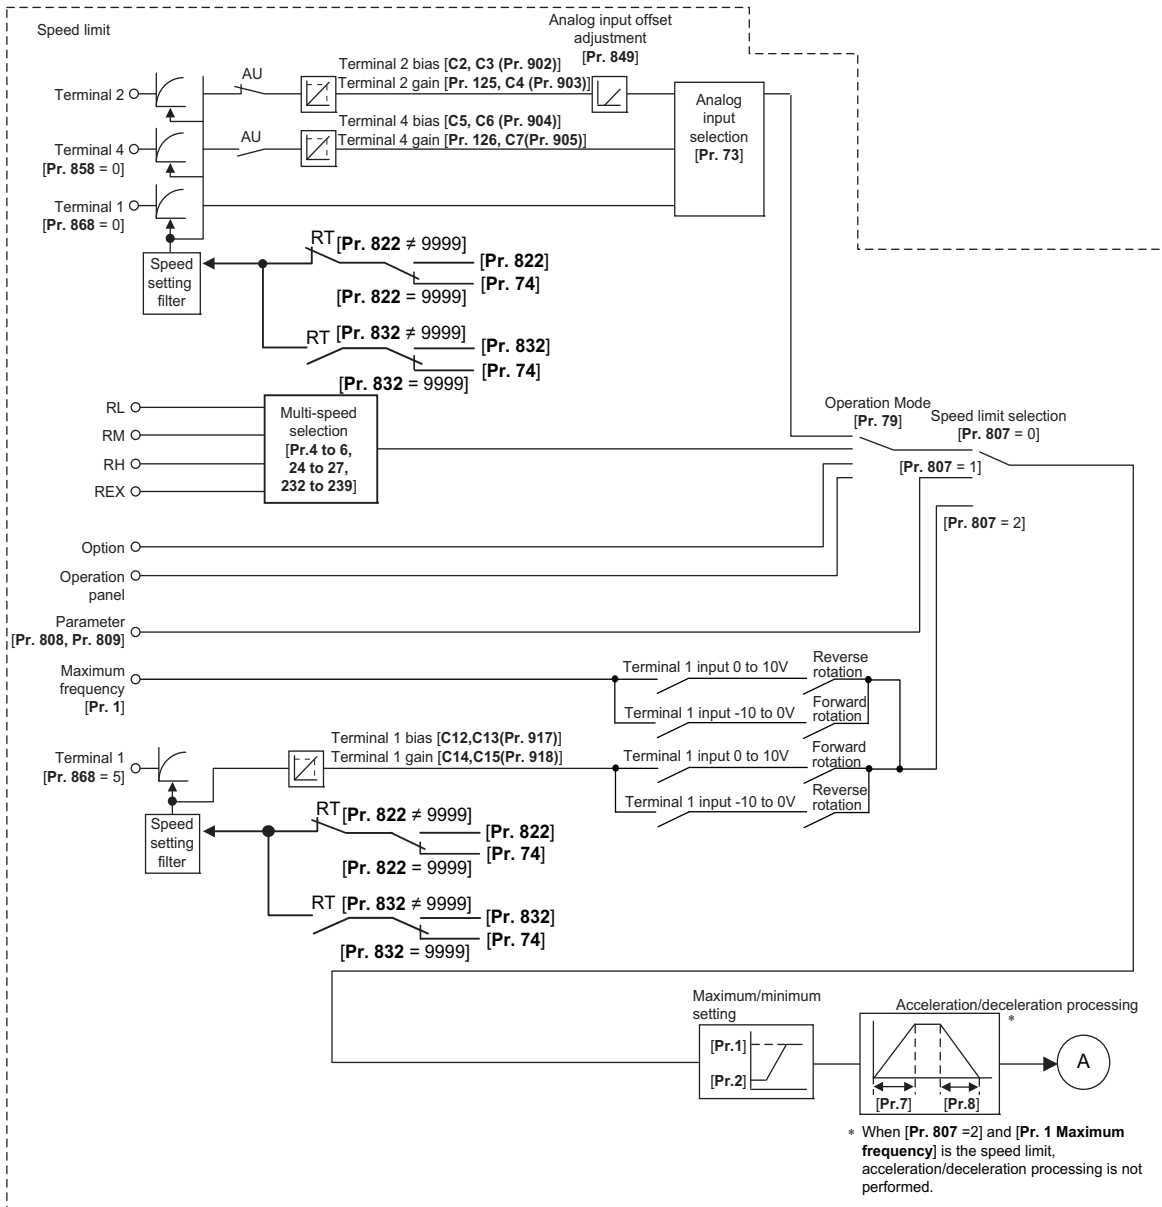 Speed limit
Analog input offset
adjustment
[Pr. 849]
Terminal 2
AU
Terminal 2 bias [C2, C3 (Pr. 902)]
Terminal 2 gain [Pr. 125, C4 (Pr. 903)]
Analog
input
selection
[Pr. 73]
Terminal 4
[Pr. 858 = 0]
AU
Terminal 4 bias [C5, C6 (Pr. 904)]
Terminal 4 gain [Pr. 126, C7(Pr. 905)]
Terminal 1
[Pr. 868 = 0]
Speed
setting
filter
RT [Pr. 822 ≠ 9999]
[Pr. 822]
[Pr. 74]
[Pr. 822 = 9999]
RT [Pr. 832 ≠ 9999]
[Pr. 832]
[Pr. 74]
[Pr. 832 = 9999]
RL
RM
RH
REX
Multi-speed
selection
[Pr.4 to 6,
24 to 27,
232 to 239]
Operation Mode
[Pr. 79]
Speed limit selection
[Pr. 807 = 0]
[Pr. 807 = 1]
[Pr. 807 = 2]
Option
Operation
panel
Parameter
[Pr. 808, Pr. 809]
Maximum
frequency
[Pr. 1]
Terminal 1 input 0 to 10V
Reverse
rotation
Terminal 1 input -10 to 0V
Forward
rotation
Terminal 1
[Pr. 868 = 5]
Terminal 1 bias [C12,C13(Pr. 917)]
Terminal 1 gain [C14,C15(Pr. 918)]
Terminal 1 input 0 to 10V
Forward
rotation
Terminal 1 input -10 to 0V
Reverse
rotation
Speed
setting
filter
RT [Pr. 822 ≠ 9999]
[Pr. 822]
[Pr. 74]
[Pr. 822 = 9999]
RT [Pr. 832 ≠ 9999]
[Pr. 832]
[Pr. 74]
[Pr. 832 = 9999]
Maximum/minimum
setting
[Pr.1]
[Pr.2]
Acceleration/deceleration processing
*
[Pr.7]
[Pr.8]
A
* When [Pr. 807 =2] and [Pr. 1 Maximum
frequency] is the speed limit,
acceleration/deceleration processing is not
performed.